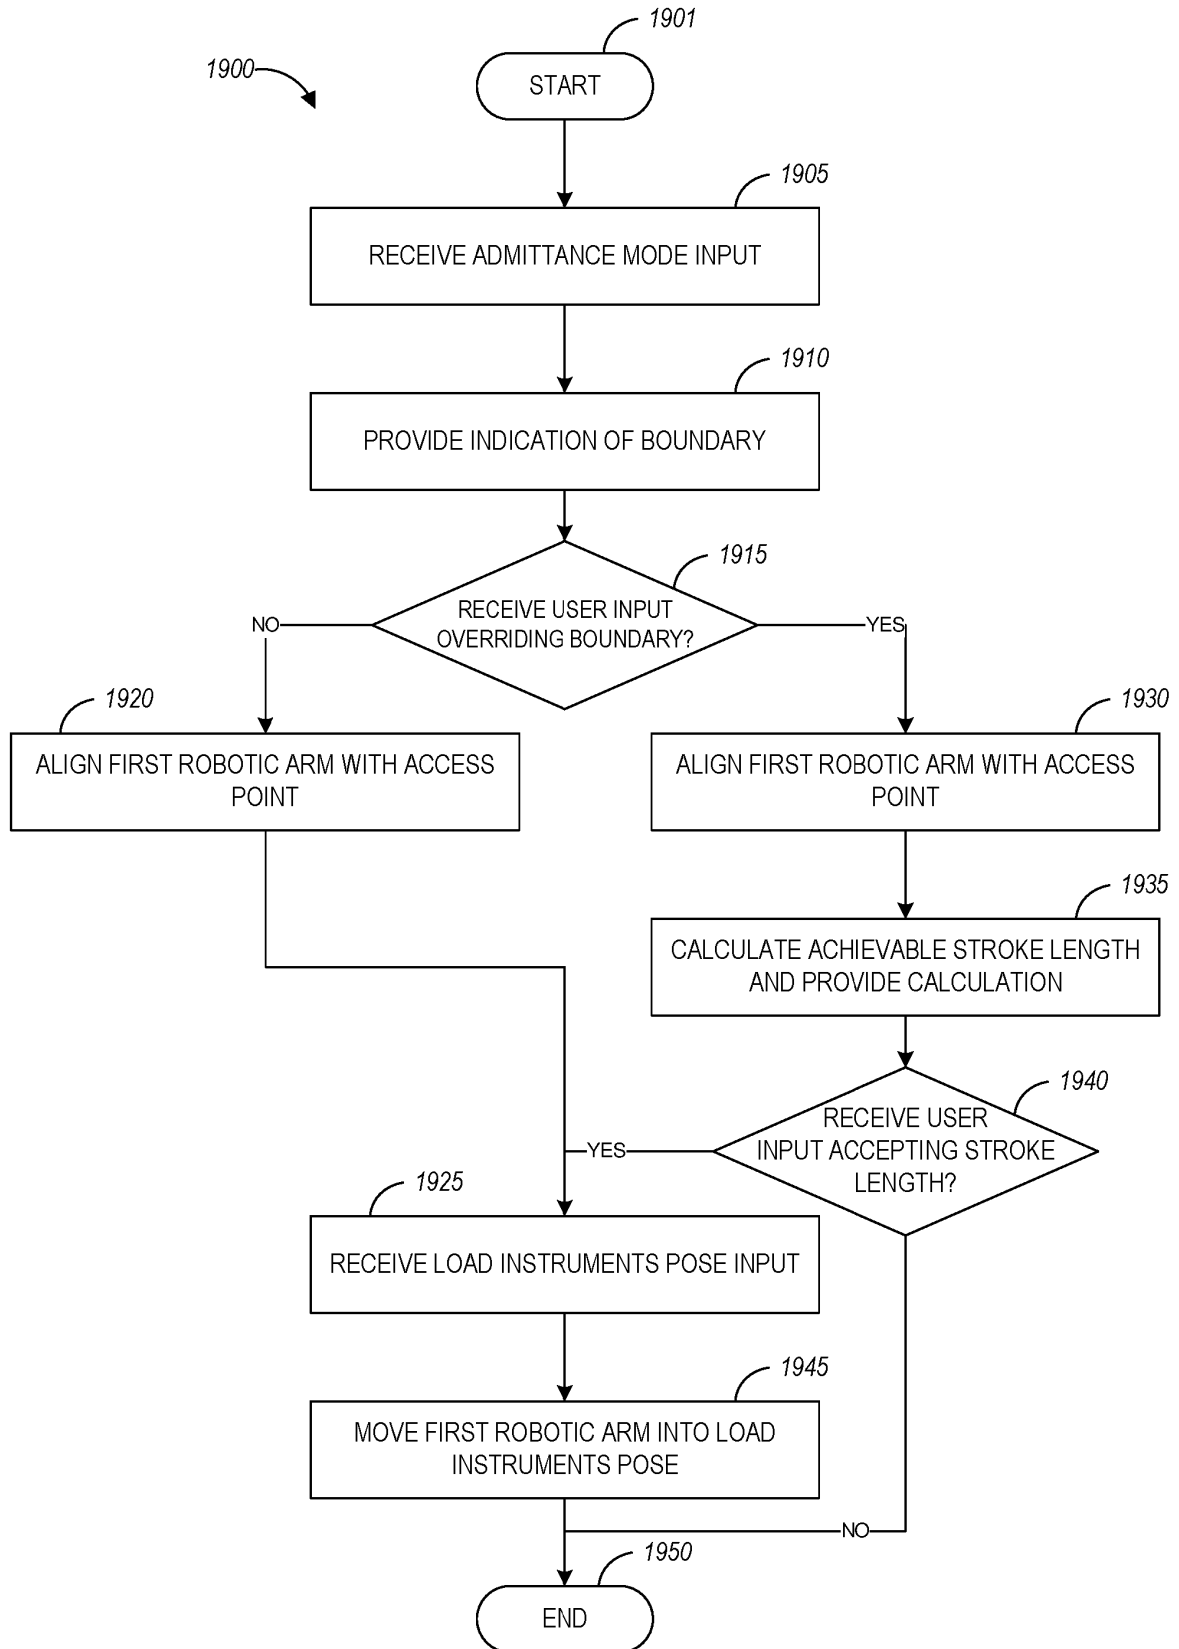 1901
1900
START
1905
RECEIVE ADMITTANCE MODE INPUT
1910
PROVIDE INDICATION OF BOUNDARY
1915
RECEIVE USER INPUT
OVERRIDING BOUNDARY?
NO
YES
1920
ALIGN FIRST ROBOTIC ARM WITH ACCESS
POINT
1930
ALIGN FIRST ROBOTIC ARM WITH ACCESS
POINT
1935
CALCULATE ACHIEVABLE STROKE LENGTH
AND PROVIDE CALCULATION
1940
RECEIVE USER
INPUT ACCEPTING STROKE
LENGTH?
YES
1925
RECEIVE LOAD INSTRUMENTS POSE INPUT
1945
MOVE FIRST ROBOTIC ARM INTO LOAD
INSTRUMENTS POSE
NO
1950
END